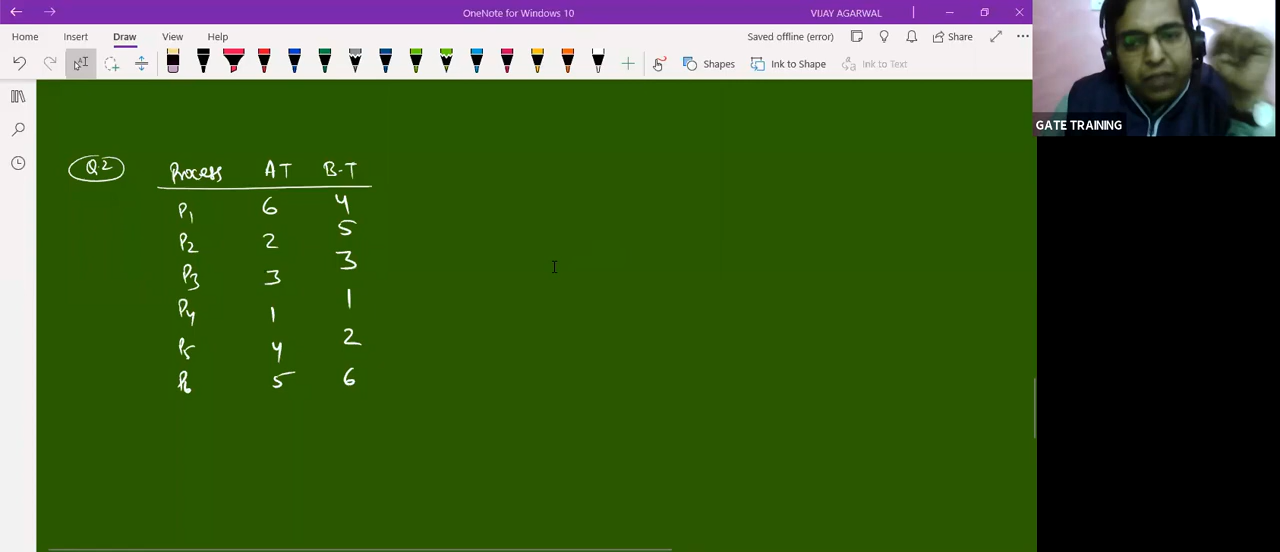 OneNote for Windows 10
VIJAY AGARWAL
Home Insert Draw View Help
Saved offline (error)
Share
Shapes
Ink to Shape
Ink to Text
GATE TRAINING
Q.2 Process AT B.T
P1 6 4
P2 2 5
P3 3 3
P4 1 1
P5 4 2
P6 5 6